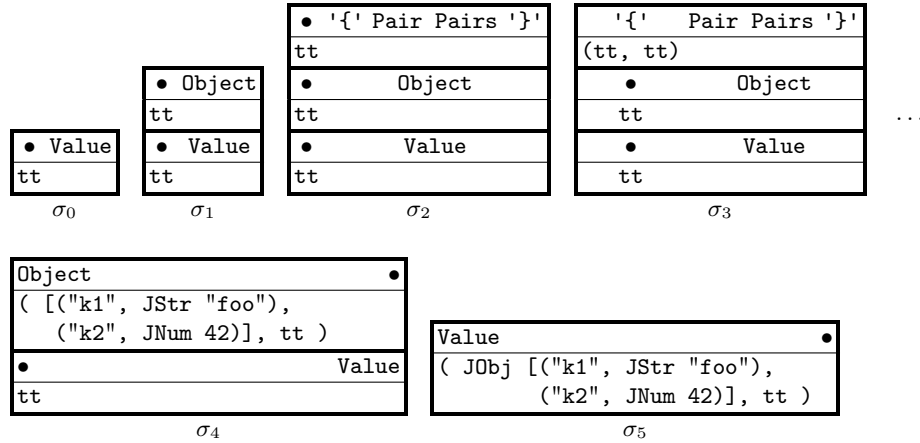 ● Value
tt
σ0
● Object
tt
● Value
tt
σ1
● '{' Pair Pairs '}'
tt
● Object
tt
● Value
tt
σ2
'{' Pair Pairs '}'
(tt, tt)
● Object
tt
● Value
tt
σ3
...
Object ●
( [("k1", JStr "foo"),
("k2", JNum 42)], tt )
● Value
tt
σ4
Value ●
( JObj [("k1", JStr "foo"),
("k2", JNum 42)], tt )
σ5